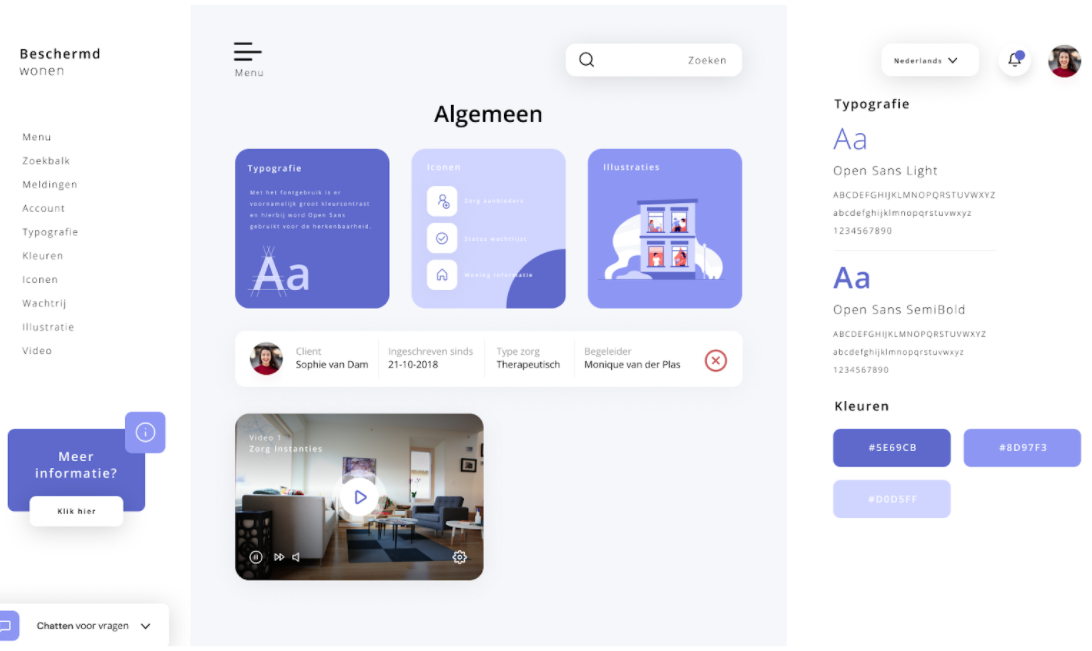 Beschermd
wonen
Menu
Zoekbalk
Meldingen
Account
Typografie
Kleuren
Iconen
Wachtrij
Illustratie
Video
Meer
informatie?
Klik hier
Chatten voor vragen
Menu
Zoeken
Algemeen
Typografie
Met het fontgebruik is er
voornamelijk groot kleurcontrast
en hierbij word Open Sans
gebruikt voor de herkenbaarheid.
Aa
Iconen
Zorg aanbieders
Status wachtlijst
Woning informatie
Illustraties
Client
Sophie van Dam
Ingeschreven sinds
21-10-2018
Type zorg
Therapeutisch
Begeleider
Monique van der Plas
Video 1
Zorg Instanties
Nederlands
Typografie
Aa
Open Sans Light
ABCDEFGHIJKLMNOPQRSTUVWXYZ
abcdefghijklmnopqrstuvwxyz
1234567890
Aa
Open Sans SemiBold
ABCDEFGHIJKLMNOPQRSTUVWXYZ
abcdefghijklmnopqrstuvwxyz
1234567890
Kleuren
#5E69CB
#8D97F3
#D0D5FF